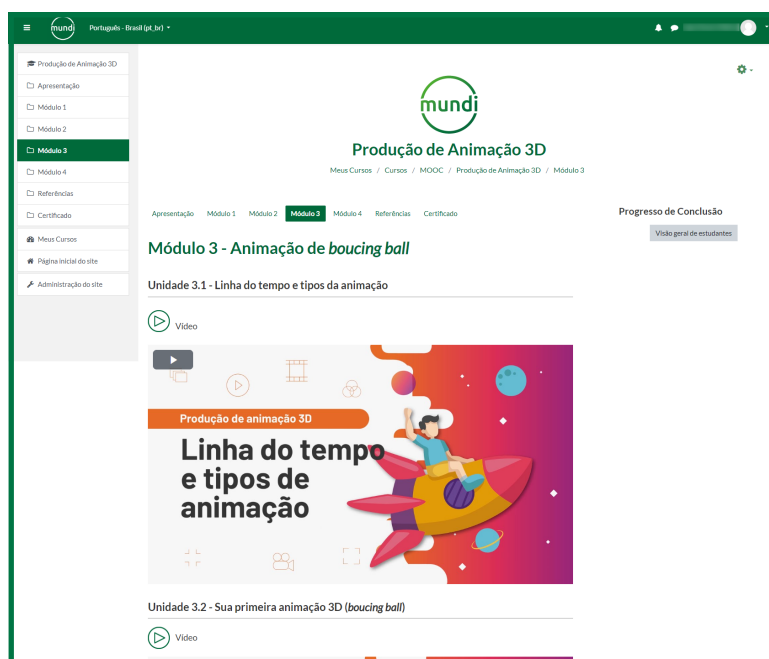 mundi
Português - Brasil (pt_br)
Produção de Animação 3D
Apresentação
Módulo 1
Módulo 2
Módulo 3
Módulo 4
Referências
Certificado
Meus Cursos
Página inicial do site
Administração do site
mundi
Produção de Animação 3D
Meus Cursos / Cursos / MOOC / Produção de Animação 3D / Módulo 3
Apresentação Módulo 1 Módulo 2 Módulo 3 Módulo 4 Referências Certificado
Progresso de Conclusão
Visão geral de estudantes
Módulo 3 - Animação de boucing ball
Unidade 3.1 - Linha do tempo e tipos da animação
Vídeo
Produção de animação 3D
Linha do tempo
e tipos de
animação
Unidade 3.2 - Sua primeira animação 3D (boucing ball)
Vídeo